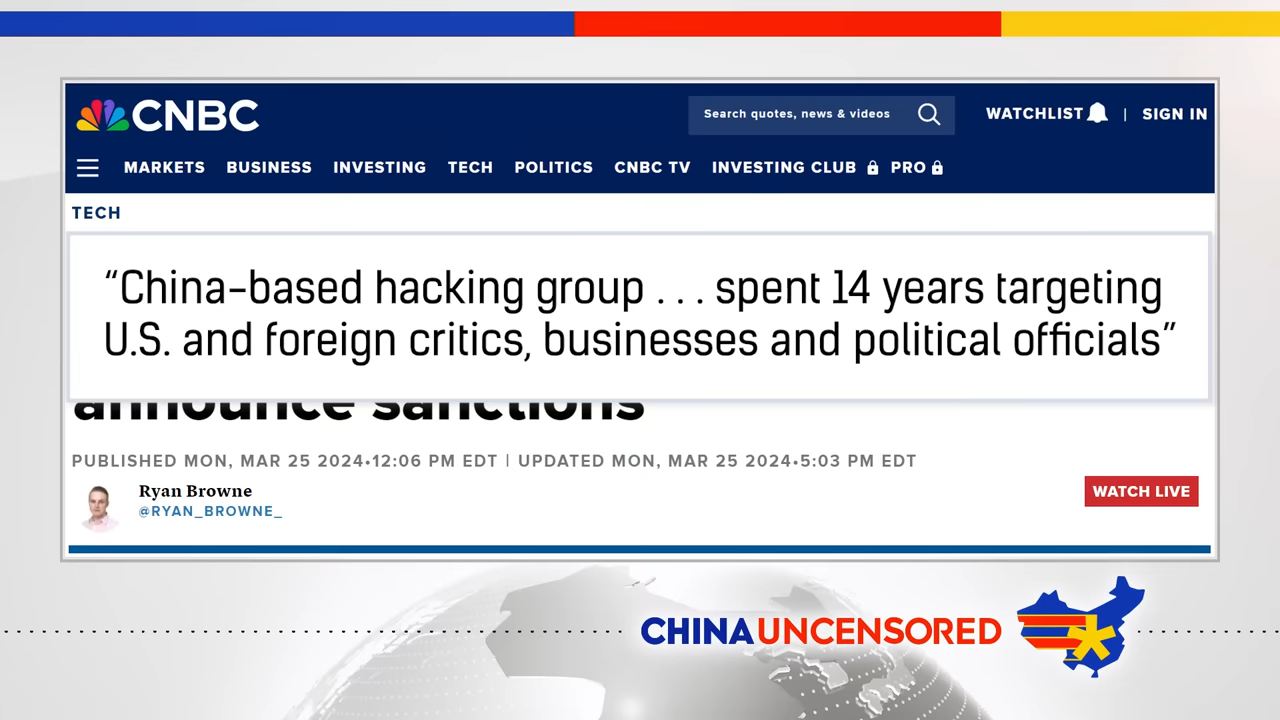 CNBC
Search quotes, news & videos
WATCHLIST | SIGN IN
MARKETS BUSINESS INVESTING TECH POLITICS CNBC TV INVESTING CLUB PRO
TECH
“China-based hacking group . . . spent 14 years targeting
U.S. and foreign critics, businesses and political officials”
announce sanctions
PUBLISHED MON, MAR 25 2024•12:06 PM EDT | UPDATED MON, MAR 25 2024•5:03 PM EDT
Ryan Browne
@RYAN_BROWNE_
WATCH LIVE
CHINA UNCENSORED